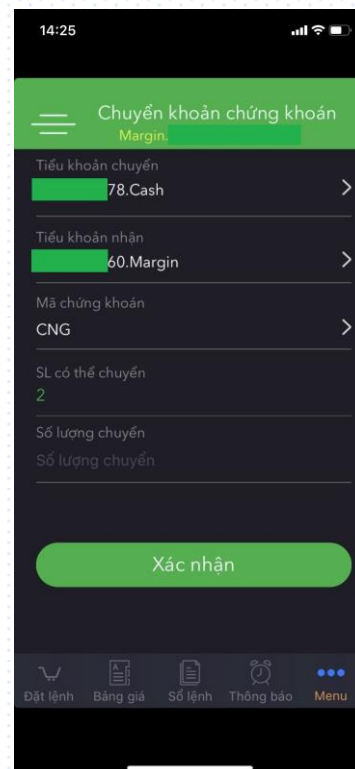 14:25
Chuyển khoản chứng khoán
Margin.
Tiểu khoản chuyển
78.Cash
Tiểu khoản nhận
60.Margin
Mã chứng khoán
CNG
SL có thể chuyển
2
Số lượng chuyển
Số lượng chuyển
Xác nhận
Đặt lệnh Bảng giá Sổ lệnh Thông báo Menu